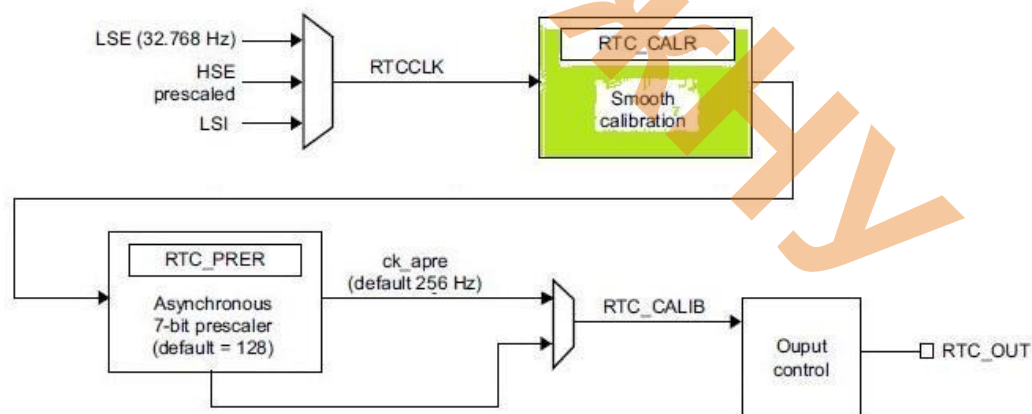 LSE (32.768 Hz)
HSE
prescaled
LSI
RTCCLK
RTC_CALR
Smooth
calibration
RTC_PRER
Asynchronous
7-bit prescaler
(default = 128)
ck_apre
(default 256 Hz)
RTC_CALIB
Ouput
control
RTC_OUT